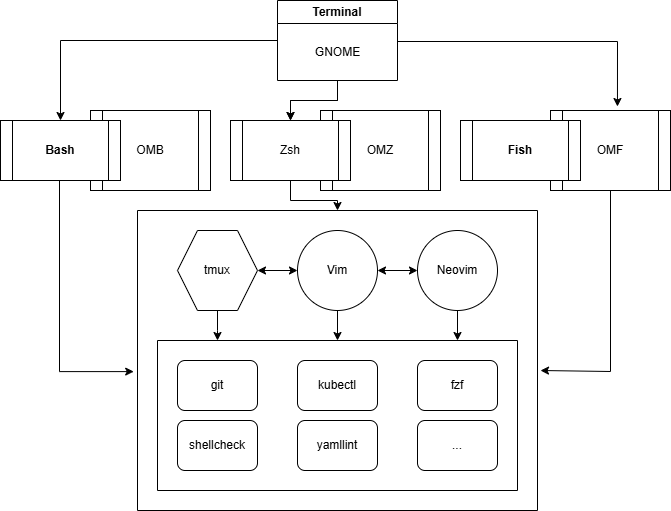 Terminal
GNOME
Bash
OMB
Zsh
OMZ
Fish
OMF
tmux
Vim
Neovim
git
kubectl
fzf
shellcheck
yamllint
...